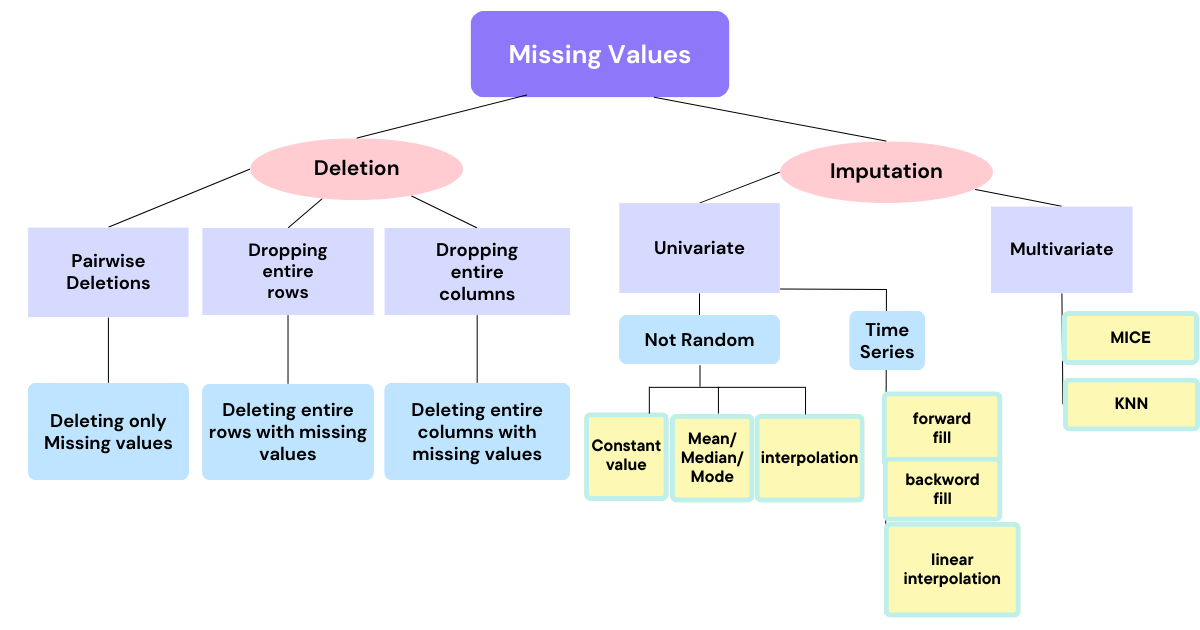 Missing Values
Deletion
Imputation
Pairwise
Deletions
Dropping
entire
rows
Dropping
entire
columns
Univariate
Multivariate
Not Random
Time
Series
MICE
KNN
Deleting only
Missing values
Deleting entire
rows with missing
values
Deleting entire
columns with
missing values
Constant
value
Mean/
Median/
Mode
interpolation
forward
fill
backword
fill
linear
interpolation